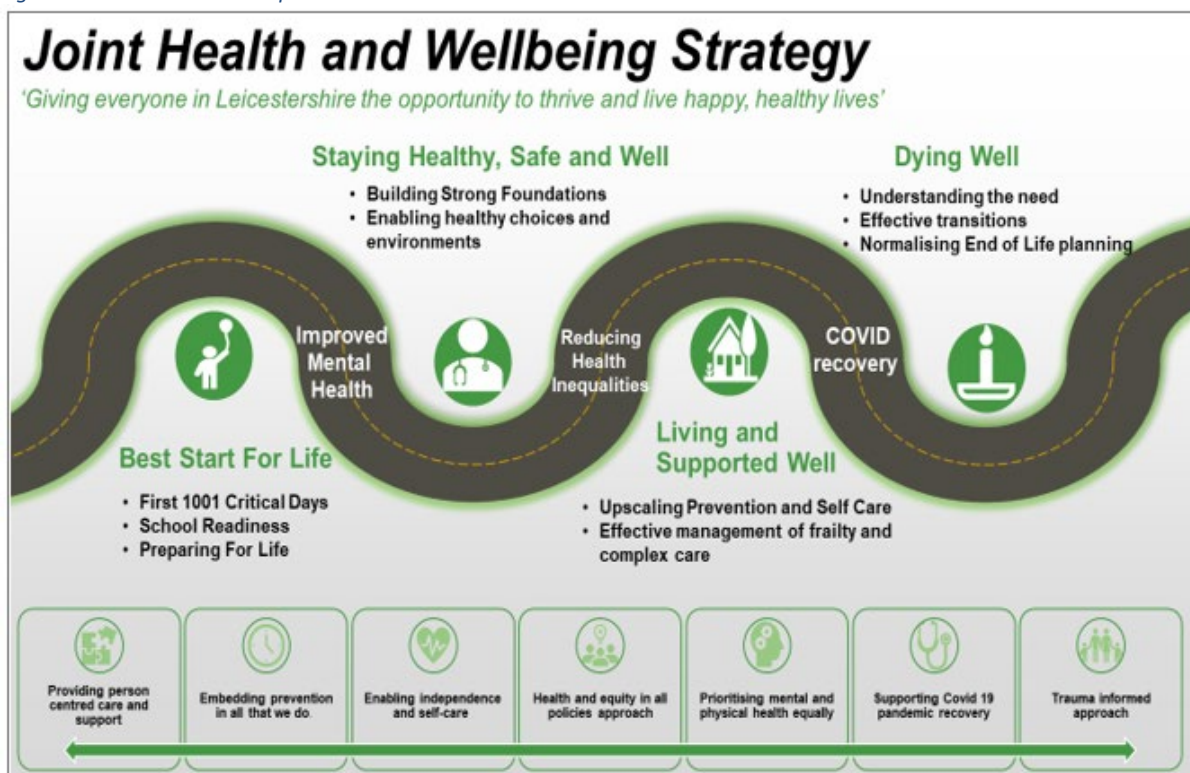 Joint Health and Wellbeing Strategy
'Giving everyone in Leicestershire the opportunity to thrive and live happy, healthy lives'
Staying Healthy, Safe and Well
• Building Strong Foundations
• Enabling healthy choices and
environments
Dying Well
• Understanding the need
• Effective transitions
• Normalising End of Life planning
Improved
Mental
Health
Reducing
Health
Inequalities
COVID
recovery
Best Start For Life
• First 1001 Critical Days
• School Readiness
• Preparing For Life
Living and
Supported Well
• Upscaling Prevention and Self Care
• Effective management of frailty and
complex care
Providing person
centred care and
support
Embedding prevention
in all that we do.
Enabling independence
and self-care
Health and equity in all
policies approach
Prioritising mental and
physical health equally
Supporting Covid 19
pandemic recovery
Trauma informed
approach